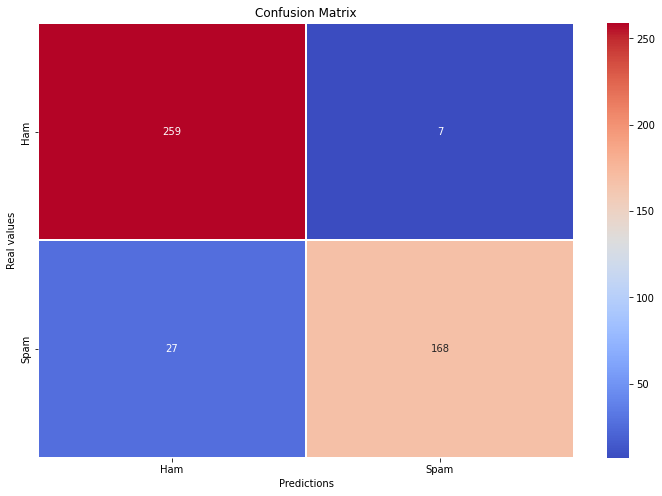 Confusion Matrix
Real values
Ham
Spam
259
7
27
168
Ham
Spam
Predictions
250
200
150
100
50